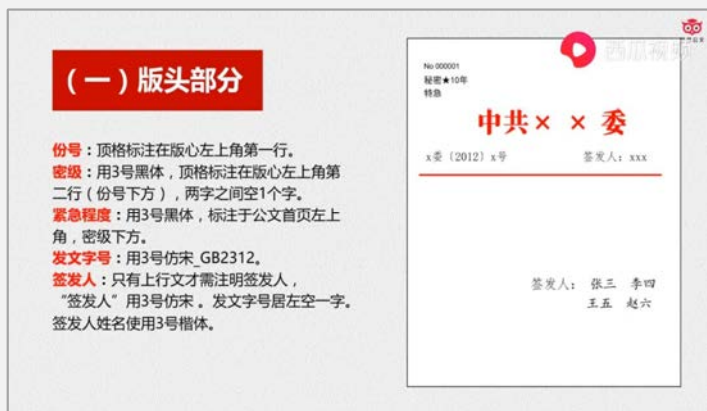 （一）版头部分
份号：顶格标注在版心左上角第一行。
密级：用3号黑体，顶格标注在版心左上角第
二行（份号下方），两字之间空1个字。
紧急程度：用3号黑体，标注于公文首页左上
角，密级下方。
发文字号：用3号仿宋_GB2312。
签发人：只有上行文才需注明签发人，
“签发人”用3号仿宋 。发文字号居左空一字。
签发人姓名使用3号楷体。
西瓜视频
No 000001
秘密★10年
特急
中共× × 委
x委〔2012〕x号 签发人：xxx
签发人： 张三 李四
王五 赵六